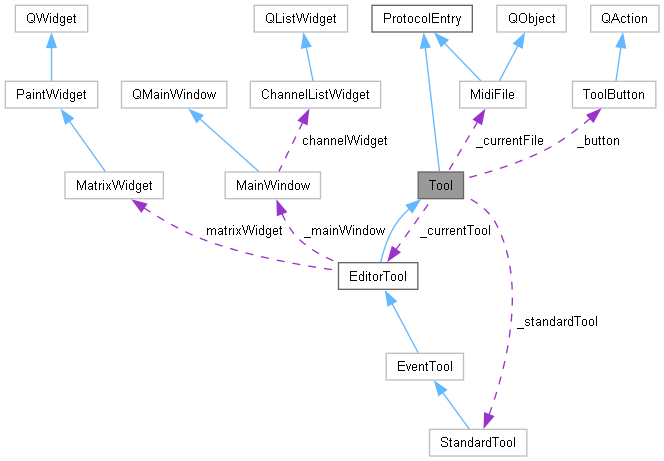 QWidget
QListWidget
ProtocolEntry
QObject
QAction
PaintWidget
QMainWindow
ChannelListWidget
MidiFile
ToolButton
channelWidget
_currentFile
_button
MatrixWidget
MainWindow
Tool
matrixWidget
_mainWindow
_currentTool
EditorTool
_standardTool
EventTool
StandardTool